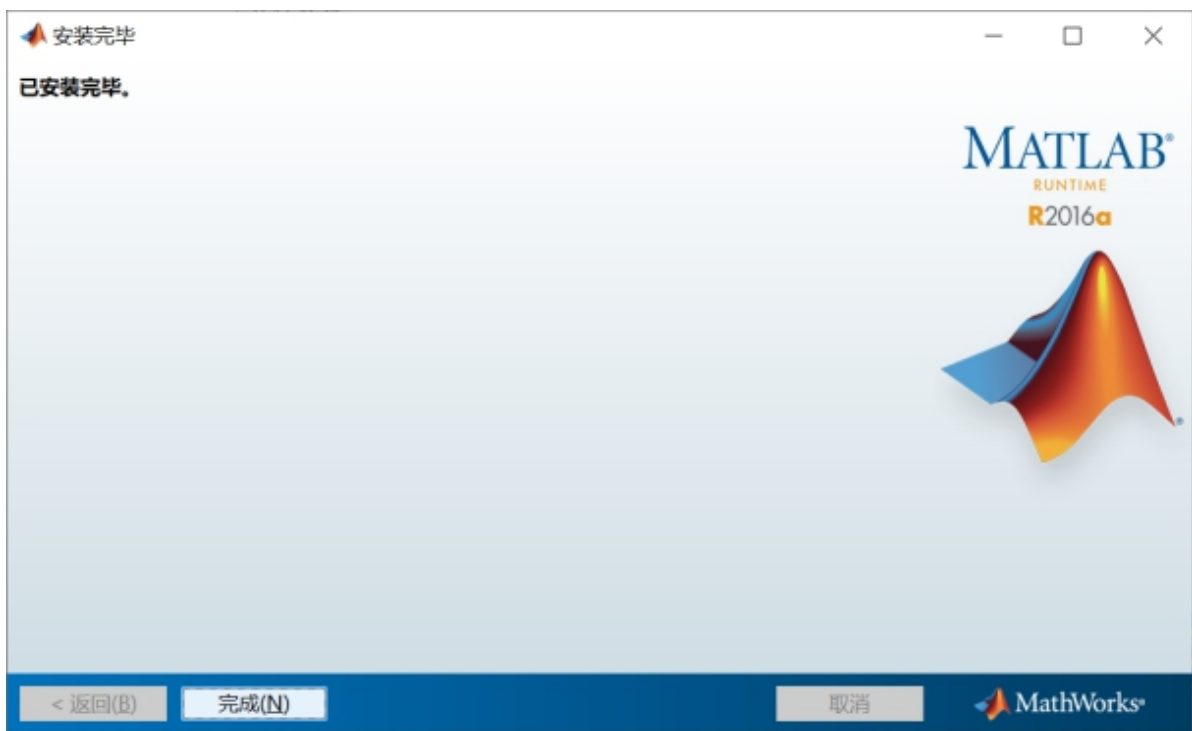 安装完毕
已安装完毕。
MATLAB®
RUNTIME
R2016a
®
< 返回(B)
完成(N)
取消
MathWorks®